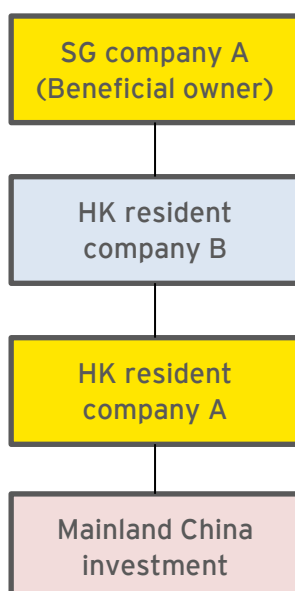 SG company A
(Beneficial owner)
HK resident
company B
HK resident
company A
Mainland China
investment